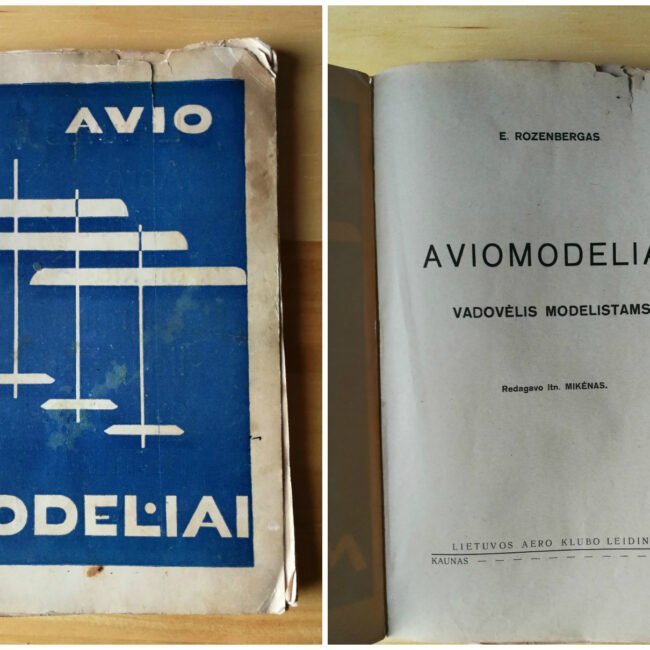 AVIO
ODELIAI
E. ROZENBERGAS
AVIOMODELIA
VADOVĖLIS MODELISTAMS
Redagavo ltn. MIKĖNAS.
LIETUVOS AERO KLUBO LEIDIN
KAUNAS